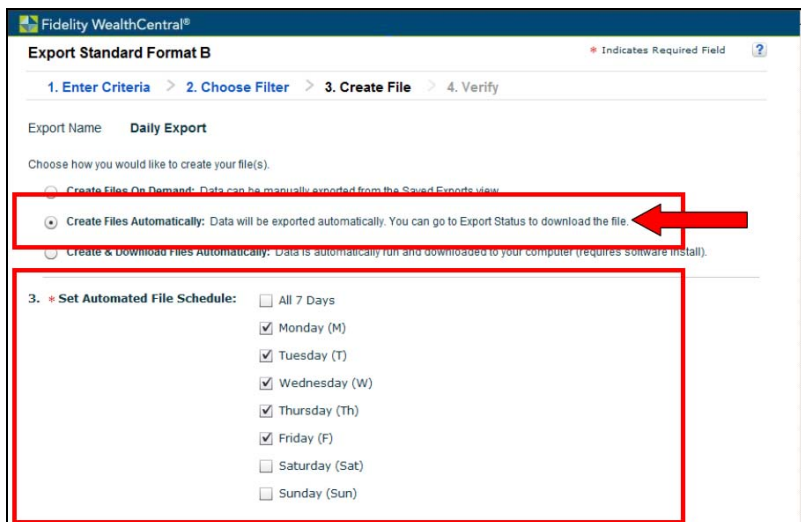 Fidelity WealthCentral®
Export Standard Format B
* Indicates Required Field
?
1. Enter Criteria > 2. Choose Filter > 3. Create File > 4. Verify
Export Name Daily Export
Choose how you would like to create your file(s).
Create Files On Demand: Data can be manually exported from the Saved Exports view.
Create Files Automatically: Data will be exported automatically. You can go to Export Status to download the file.
Create & Download Files Automatically: Data is automatically run and downloaded to your computer (requires software install).
3. * Set Automated File Schedule:
All 7 Days
Monday (M)
Tuesday (T)
Wednesday (W)
Thursday (Th)
Friday (F)
Saturday (Sat)
Sunday (Sun)